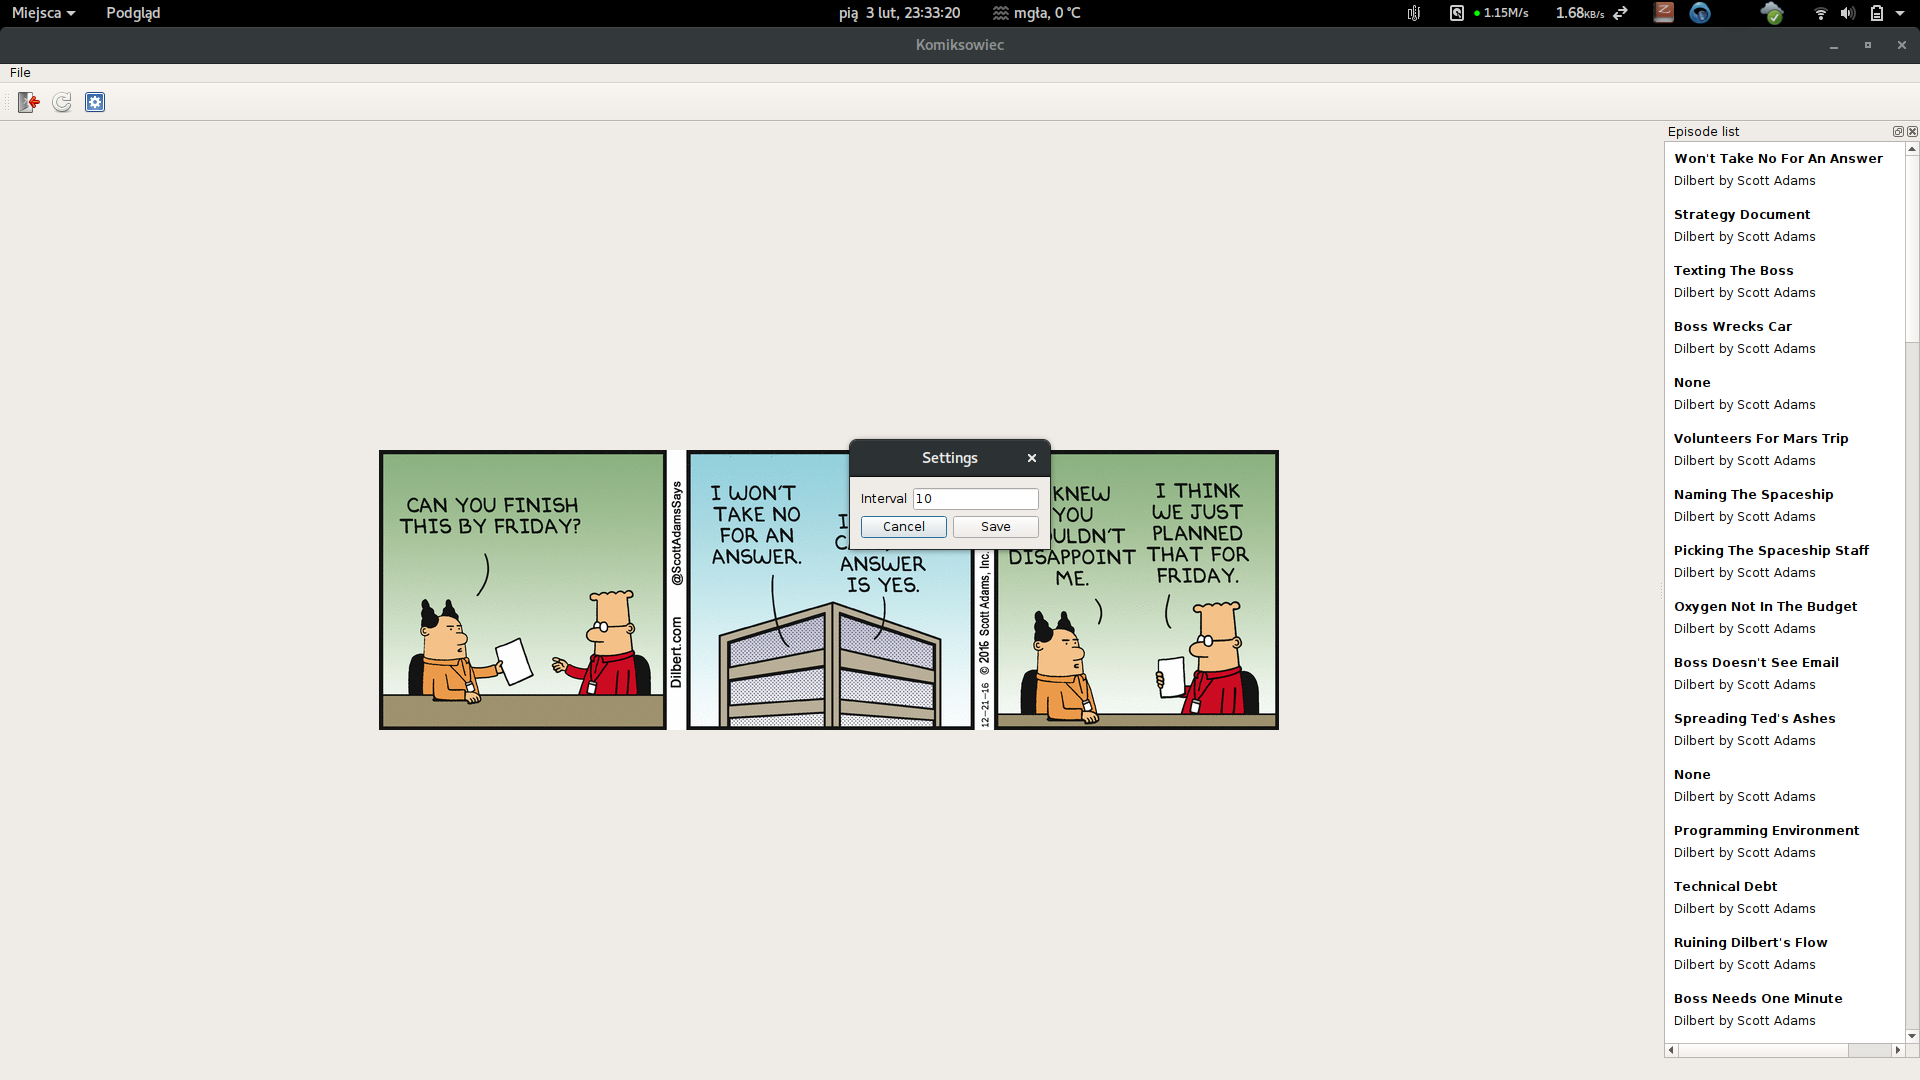 Miejsca
Podgląd
pią 3 lut, 23:33:20
mgła, 0 °C
1.15M/s
1.68KB/s
Komiksowiec
File
Episode list
Won't Take No For An Answer
Dilbert by Scott Adams
Strategy Document
Dilbert by Scott Adams
Texting The Boss
Dilbert by Scott Adams
Boss Wrecks Car
Dilbert by Scott Adams
None
Dilbert by Scott Adams
Volunteers For Mars Trip
Dilbert by Scott Adams
Naming The Spaceship
Dilbert by Scott Adams
Picking The Spaceship Staff
Dilbert by Scott Adams
Oxygen Not In The Budget
Dilbert by Scott Adams
Boss Doesn't See Email
Dilbert by Scott Adams
Spreading Ted's Ashes
Dilbert by Scott Adams
None
Dilbert by Scott Adams
Programming Environment
Dilbert by Scott Adams
Technical Debt
Dilbert by Scott Adams
Ruining Dilbert's Flow
Dilbert by Scott Adams
Boss Needs One Minute
Dilbert by Scott Adams
Settings
Interval 10
Cancel
Save
CAN YOU FINISH
THIS BY FRIDAY?
Dilbert.com @ScottAdamsSays
I WON'T
TAKE NO
FOR AN
ANSWER.
ANSWER
IS YES.
12-21-16 © 2016 Scott Adams, Inc.
KNEW
YOU
DISAPPOINT
ME.
I THINK
WE JUST
PLANNED
THAT FOR
FRIDAY.